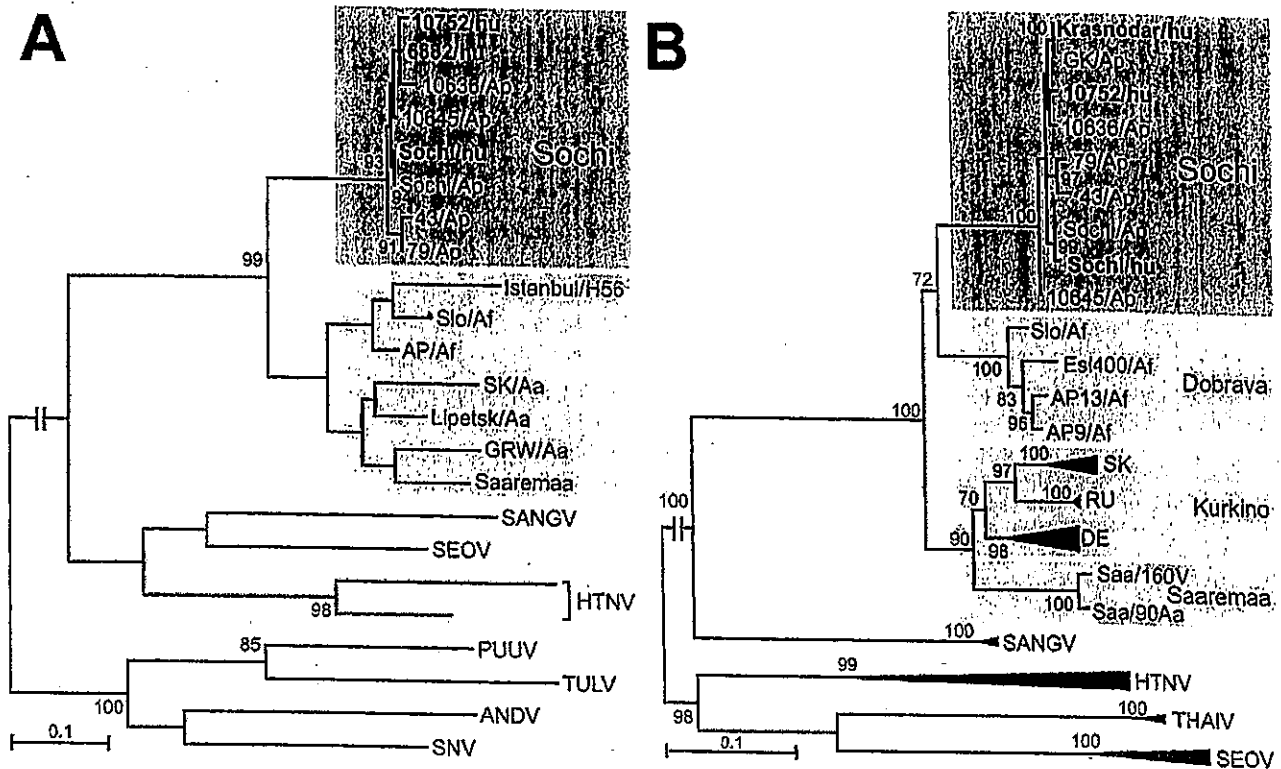 A
10752/hu
6682/hu
10636/Ap
10645/Ap
Sochi/hu
Sochi
93
Sochi/Ap
43/Ap
91
79/Ap
99
Istanbul/H56
Slo/Af
AP/Af
SK/Aa
Lipetsk/Aa
GRW/Aa
Saaremaa
SANGV
SEOV
98
HTNV
85
PUUV
TULV
100
ANDV
SNV
0.1
B
100
Krasnodar/hu
GK/Ap
10752/hu
10636/Ap
79/Ap
Sochi
43/Ap
100
Sochi/Ap
99
Sochi/hu
10645/Ap
72
Slo/Af
100
Esl400/Af
Dobrava
83
AP13/Af
96
AP9/Af
100
100
SK
97
100
RU
70
Kurkino
DE
98
90
Saa/160V
Saaremaa
100
Saa/90Aa
100
100
SANGV
99
HTNV
98
100
THAIV
100
SEOV
0.1